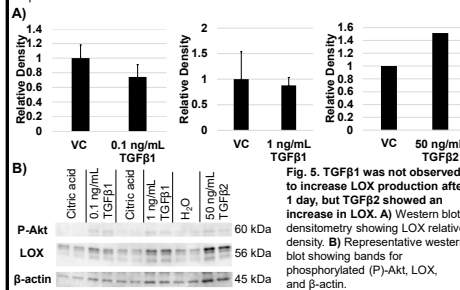 A)
Relative Density
1.6
1.4
1.2
1
0.8
0.6
0.4
0.2
0
VC
0.1 ng/mL
TGFβ1
Relative Density
2
1.5
1
0.5
0
VC
1 ng/mL
TGFβ1
Relative Density
1.6
1.4
1.2
1
0.8
0.6
0.4
0.2
0
VC
50 ng/mL
TGFβ2
B)
Citric acid
0.1 ng/mL
TGFβ1
Citric acid
1 ng/mL
TGFβ1
H₂O
50 ng/mL
TGFβ2
P-Akt
60 kDa
LOX
56 kDa
β-actin
45 kDa
Fig. 5. TGFβ1 was not observed
to increase LOX production after
1 day, but TGFβ2 showed an
increase in LOX. A) Western blot
densitometry showing LOX relative
density. B) Representative western
blot showing bands for
phosphorylated (P)-Akt, LOX,
and β-actin.